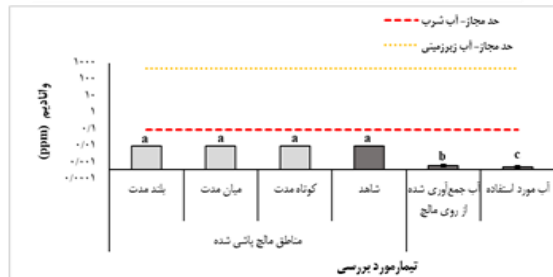 حد مجاز- آب شرب
حد مجاز- آب زیرزمینی
وانادیم (ppm)
۱۰۰۰
۱۰۰
۱۰
۱
۰/۱
۰/۰۱
۰/۰۰۱
۰/۰۰۰۱
a a a a b c
بلند مدت
میان مدت
کوتاه مدت
شاهد
آب جمع‌آوری شده
از روی مالچ
آب مورد استفاده
مناطق مالچ پاشی شده
تیمارمورد بررسی